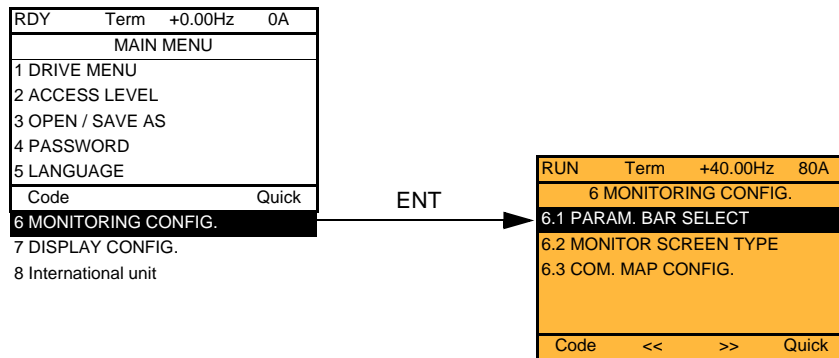 RDY Term +0.00Hz 0A
MAIN MENU
1 DRIVE MENU
2 ACCESS LEVEL
3 OPEN / SAVE AS
4 PASSWORD
5 LANGUAGE
Code Quick
6 MONITORING CONFIG.
7 DISPLAY CONFIG.
8 International unit
ENT
RUN Term +40.00Hz 80A
6 MONITORING CONFIG.
6.1 PARAM. BAR SELECT
6.2 MONITOR SCREEN TYPE
6.3 COM. MAP CONFIG.
Code << >> Quick